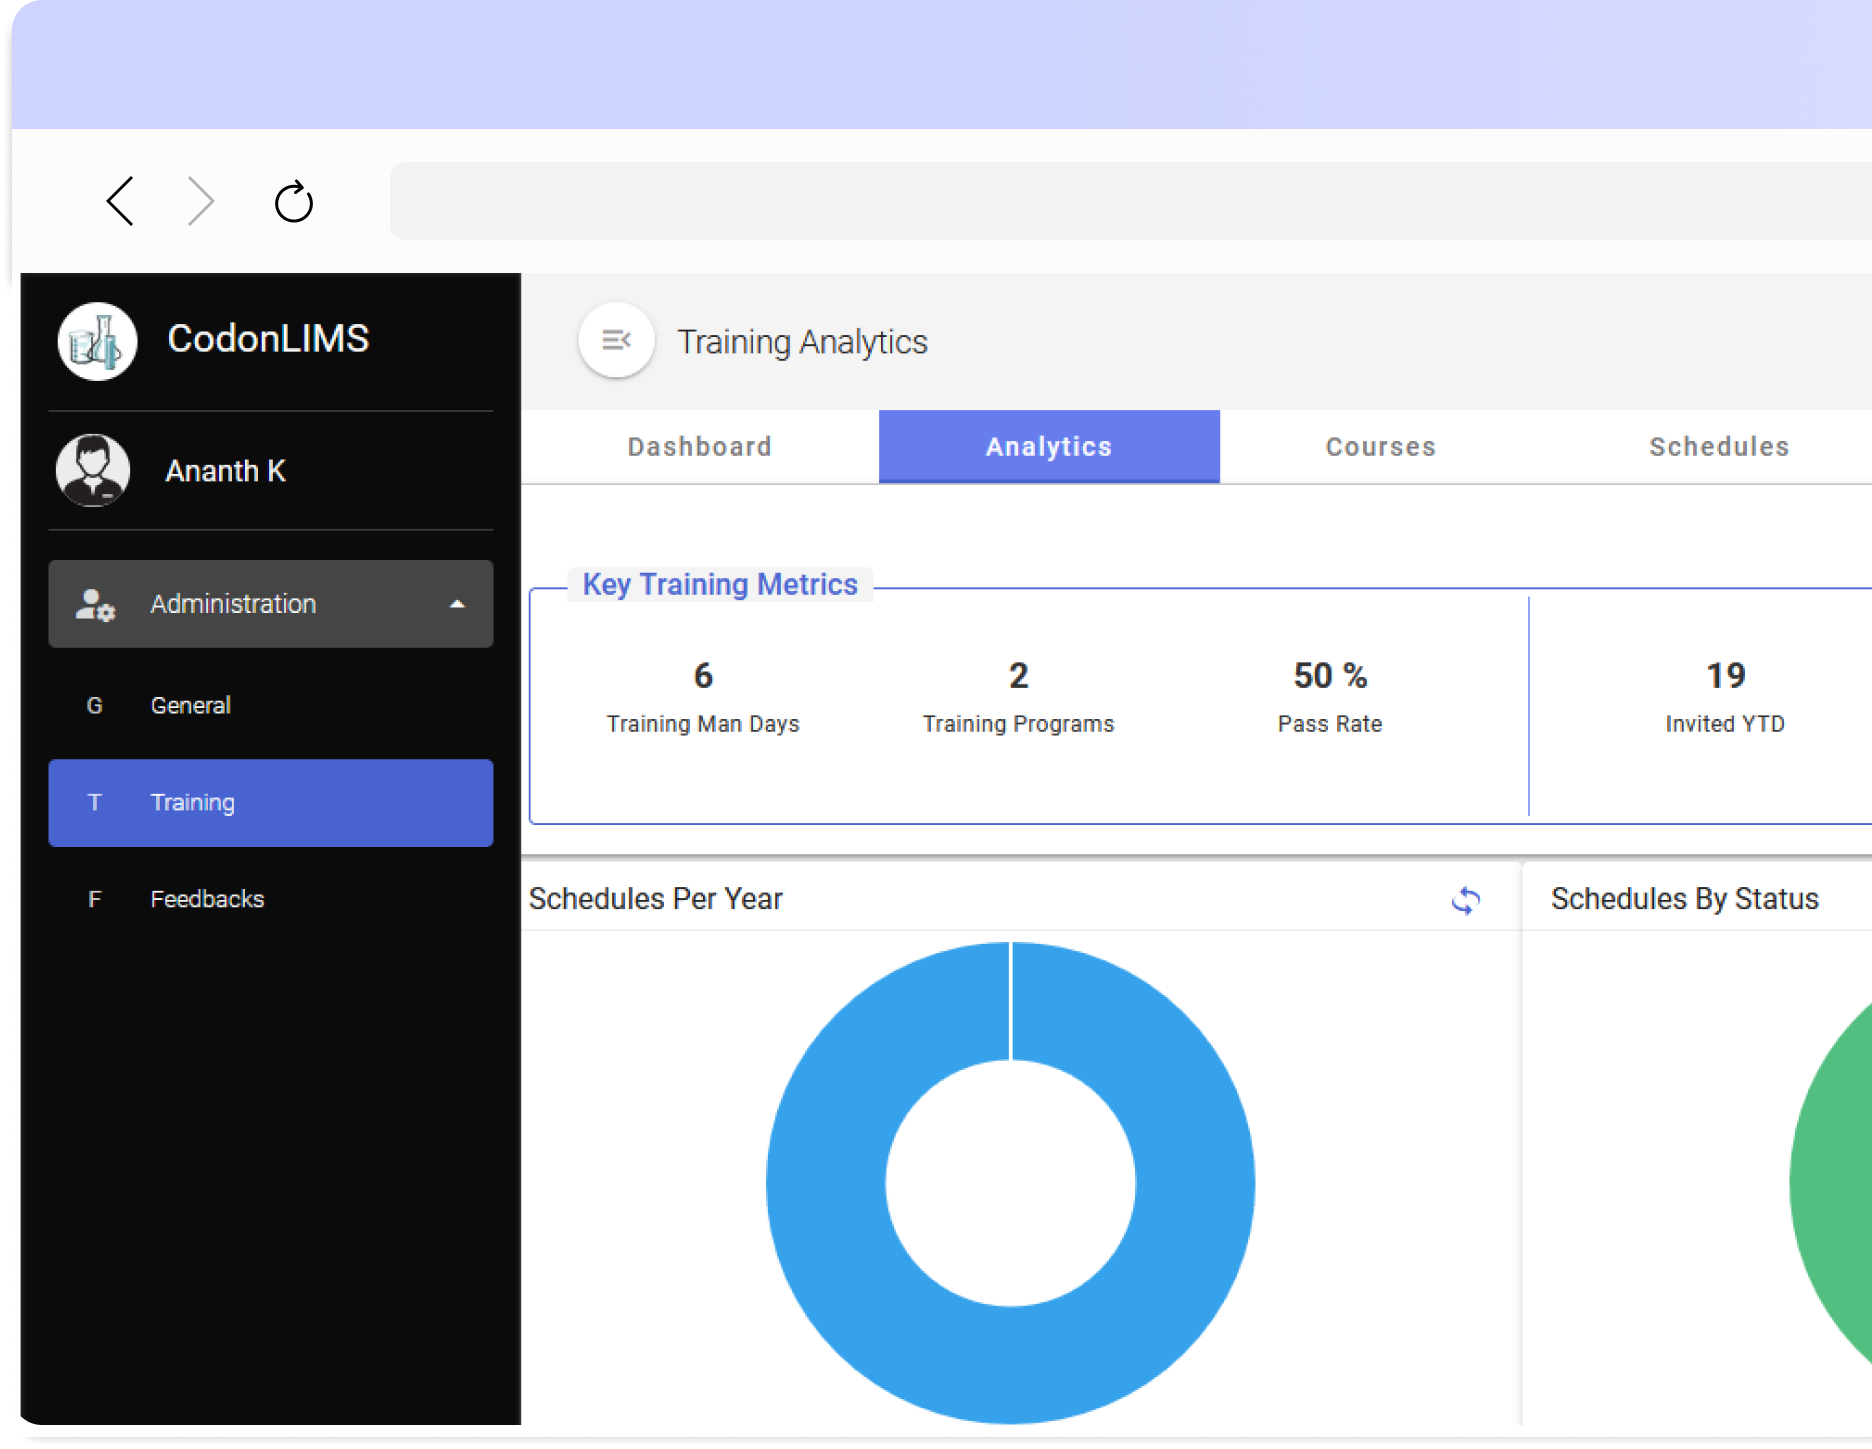 CodonLIMS
Training Analytics
Ananth K
Dashboard
Analytics
Courses
Schedules
Administration
G General
T Training
F Feedbacks
Key Training Metrics
6
Training Man Days
2
Training Programs
50 %
Pass Rate
19
Invited YTD
Schedules Per Year
Schedules By Status